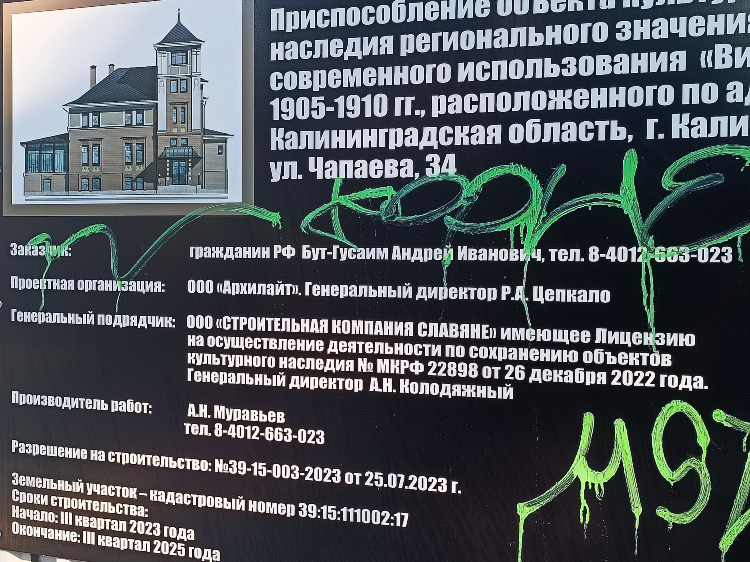 Приспособление объекта культу
наследия регионального значени
современного использования «Ви
1905-1910 гг., расположенного по а
Калининградская область, г. Кали
ул. Чапаева, 34
Заказчик: гражданин РФ Бут-Гусаим Андрей Иванович, тел. 8-4012-663-023
Проектная организация: ООО «Архилайт». Генеральный директор Р.А. Цепкало
Генеральный подрядчик: ООО «СТРОИТЕЛЬНАЯ КОМПАНИЯ СЛАВЯНЕ» имеющее Лицензию
на осуществление деятельности по сохранению объектов
культурного наследия № МКРФ 22898 от 26 декабря 2022 года.
Генеральный директор А.Н. Колодяжный
Производитель работ: А.Н. Муравьев
тел. 8-4012-663-023
Разрешение на строительство: №39-15-003-2023 от 25.07.2023 г.
Земельный участок – кадастровый номер 39:15:111002:17
Сроки строительства:
Начало: III квартал 2023 года
Окончание: III квартал 2025 года